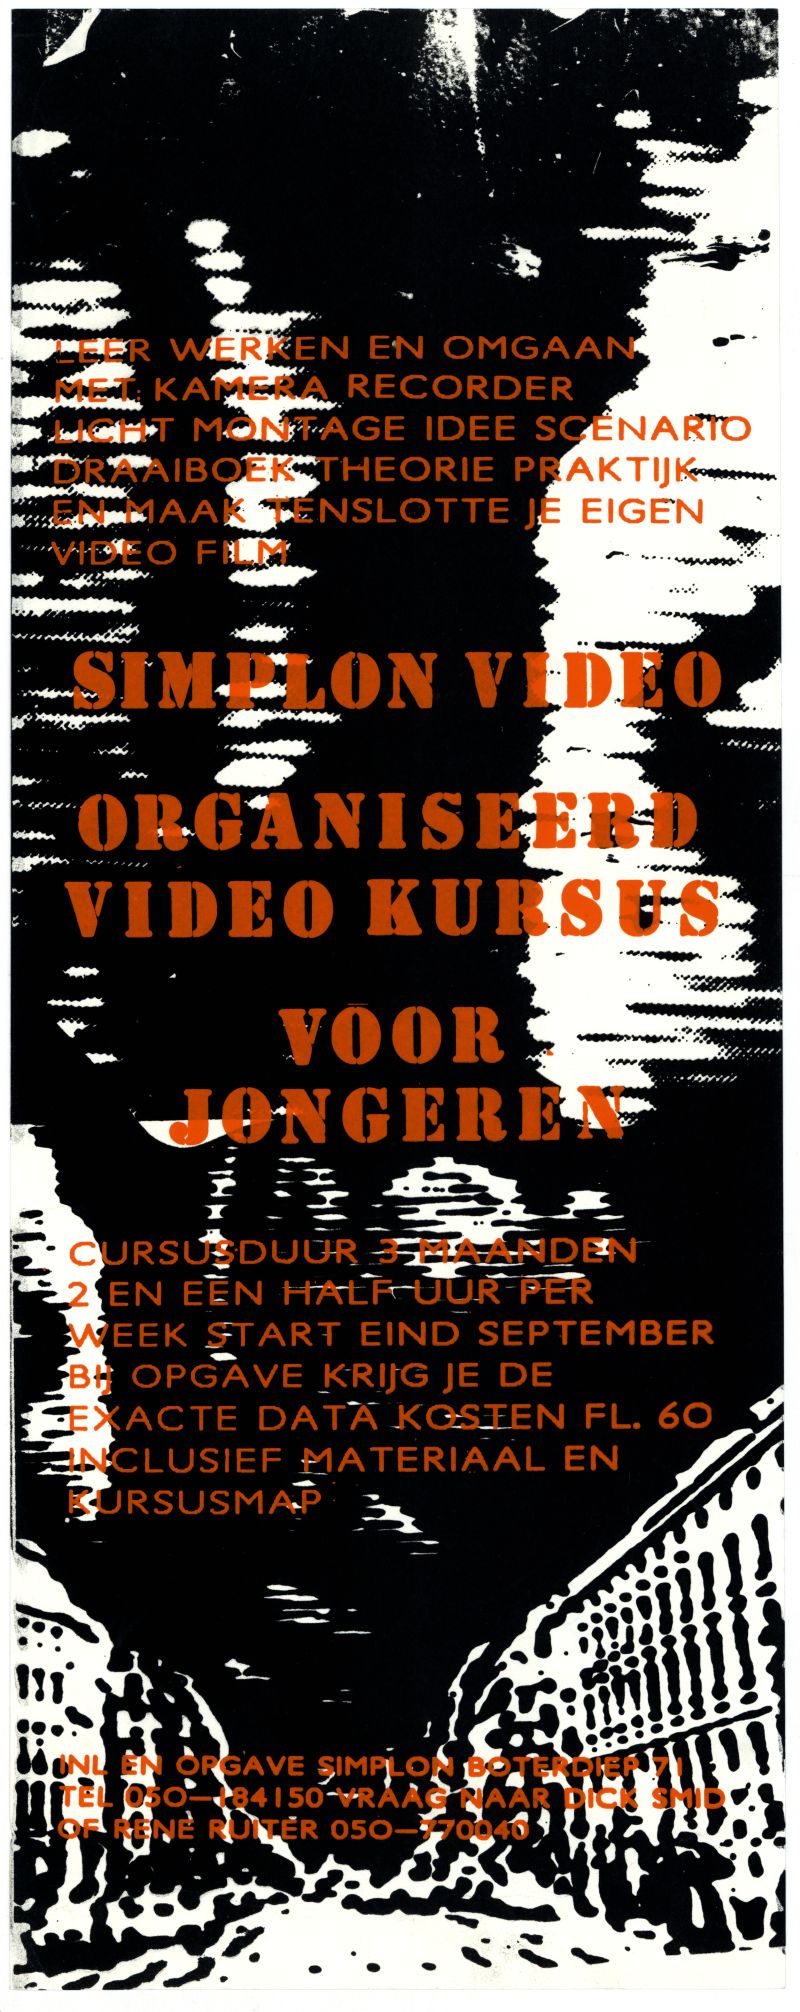 LEER WERKEN EN OMGAAN
MET KAMERA RECORDER
LICHT MONTAGE IDEE SCENARIO
DRAAIBOEK THEORIE PRAKTIJK
EN MAAK TENSLOTTE JE EIGEN
VIDEO FILM
SIMPLON VIDEO
ORGANISEERD
VIDEO KURSUS
VOOR
JONGEREN
CURSUSDUUR 3 MAANDEN
2 EN EEN HALF UUR PER
WEEK START EIND SEPTEMBER
BIJ OPGAVE KRIJG JE DE
EXACTE DATA KOSTEN FL. 60
INCLUSIEF MATERIAAL EN
KURSUSMAP
INL EN OPGAVE SIMPLON BOTERDIEP 71
TEL 050—184150 VRAAG NAAR DICK SMID
OF RENE RUITER 050—770040